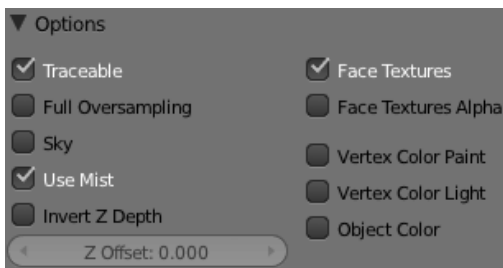 Options
Traceable
Full Oversampling
Sky
Use Mist
Invert Z Depth
Z Offset: 0.000
Face Textures
Face Textures Alpha
Vertex Color Paint
Vertex Color Light
Object Color